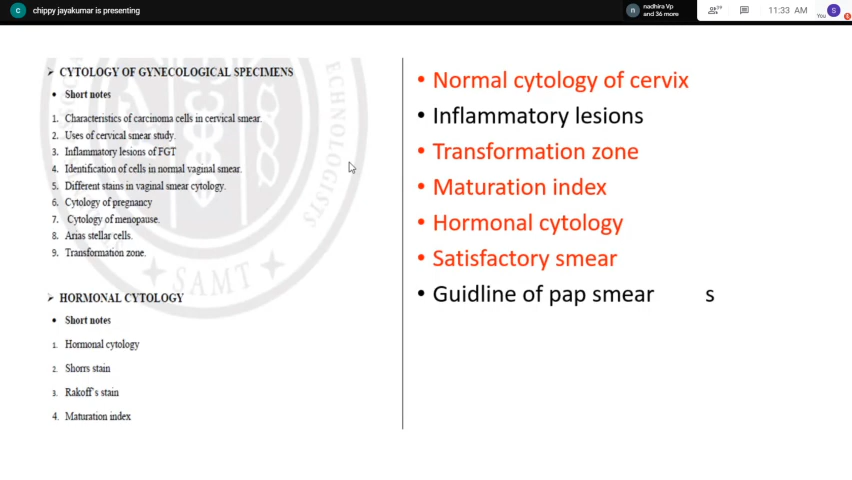 chippy jayakumar is presenting
nadhira Vp
and 36 more
39
11:33 AM
You
➤ CYTOLOGY OF GYNECOLOGICAL SPECIMENS
• Short notes
1. Characteristics of carcinoma cells in cervical smear.
2. Uses of cervical smear study.
3. Inflammatory lesions of FGT
4. Identification of cells in normal vaginal smear.
5. Different stains in vaginal smear cytology.
6. Cytology of pregnancy
7. Cytology of menopause.
8. Arias stellar cells.
9. Transformation zone.
➤ HORMONAL CYTOLOGY
• Short notes
1. Hormonal cytology
2. Shorrs stain
3. Rakoff`s stain
4. Maturation index
SAMT
• Normal cytology of cervix
• Inflammatory lesions
• Transformation zone
• Maturation index
• Hormonal cytology
• Satisfactory smear
• Guidline of pap smear s